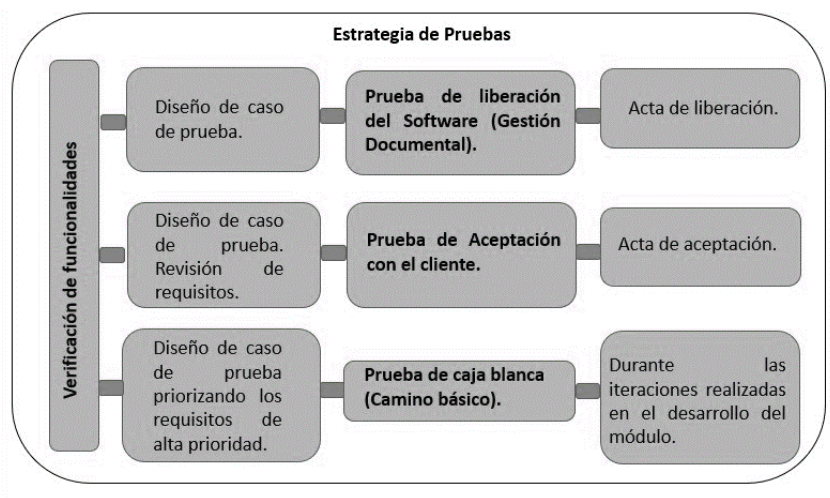 Estrategia de Pruebas
Verificación de funcionalidades
Diseño de caso
de prueba.
Prueba de liberación
del Software (Gestión
Documental).
Acta de liberación.
Diseño de caso
de prueba.
Revisión de
requisitos.
Prueba de Aceptación
con el cliente.
Acta de aceptación.
Diseño de caso
de prueba
priorizando los
requisitos de
alta prioridad.
Prueba de caja blanca
(Camino básico).
Durante las
iteraciones realizadas
en el desarrollo del
módulo.